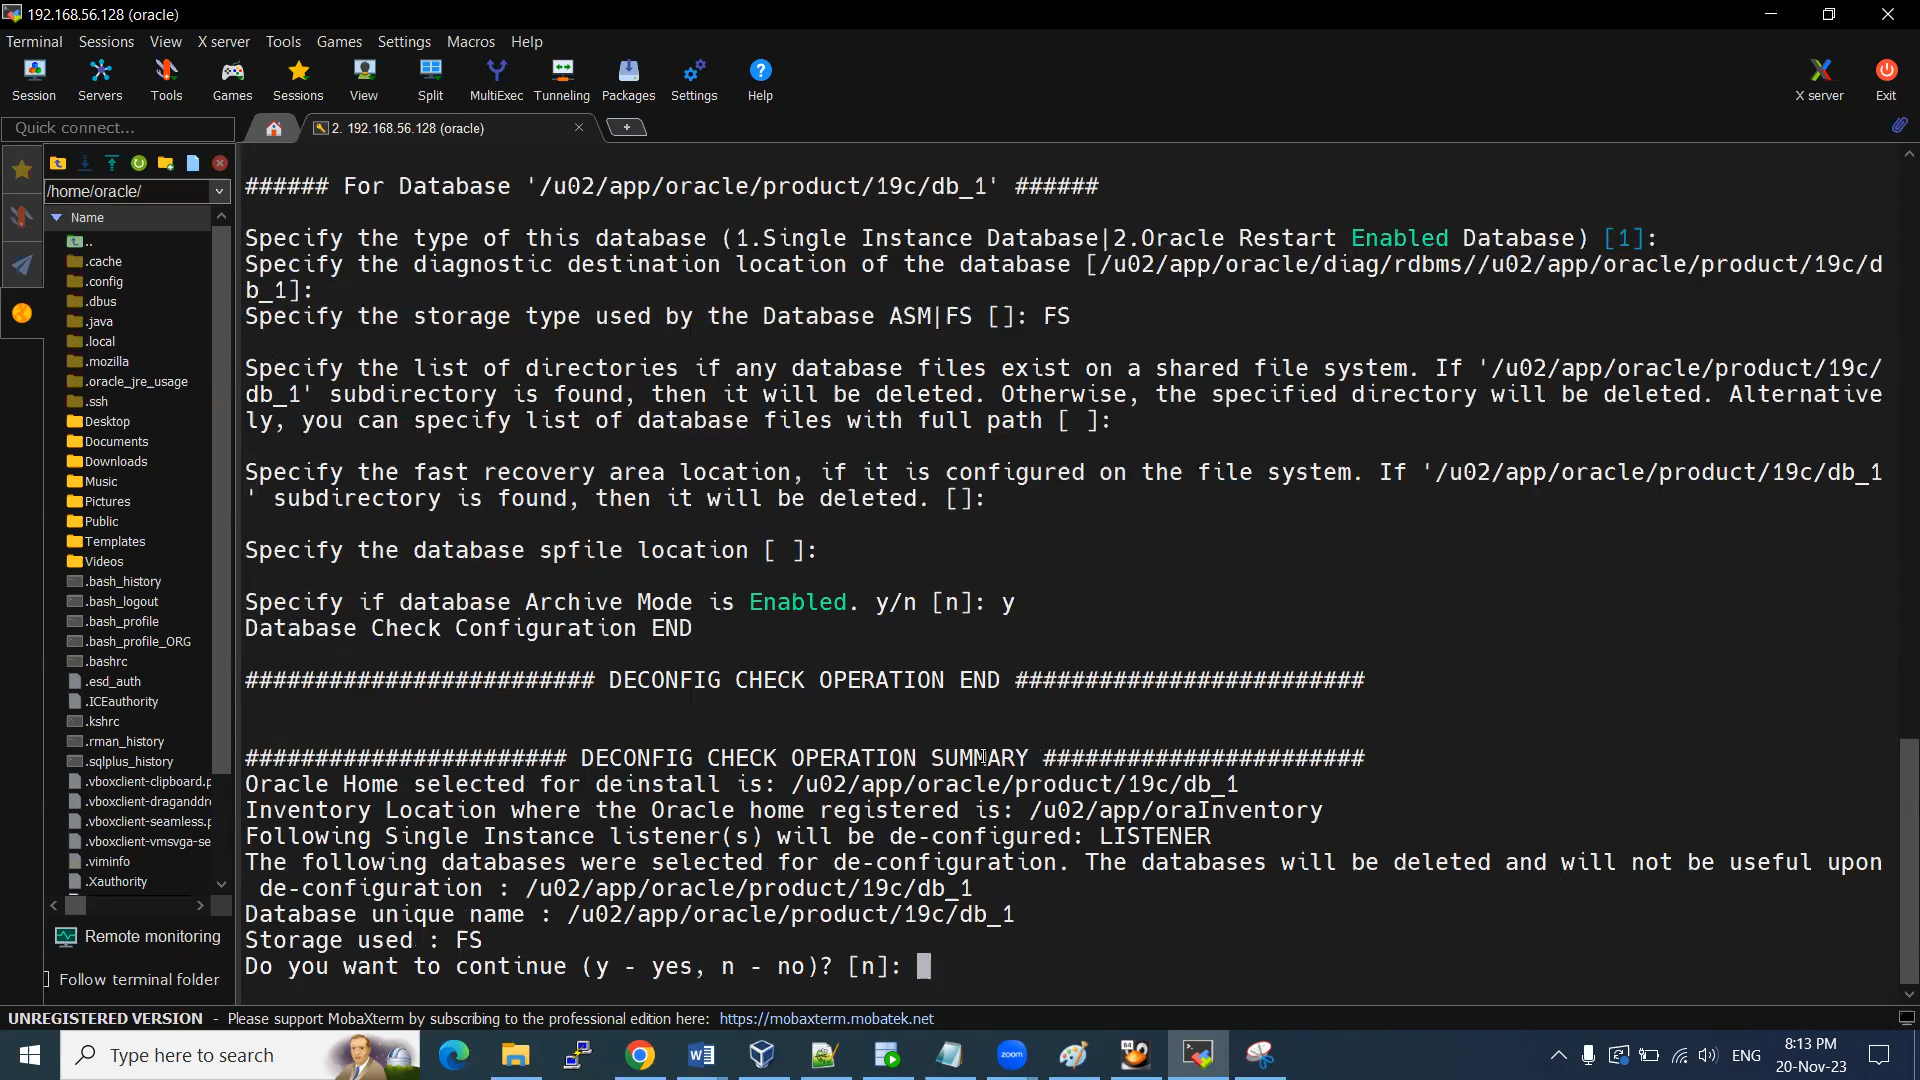 192.168.56.128 (oracle)
Terminal Sessions View X server Tools Games Settings Macros Help
Session Servers Tools Games Sessions View Split MultiExec Tunneling Packages Settings Help X server Exit
Quick connect...
2. 192.168.56.128 (oracle)
/home/oracle/
Name
..
.cache
.config
.dbus
.java
.local
.mozilla
.oracle_jre_usage
.ssh
Desktop
Documents
Downloads
Music
Pictures
Public
Templates
Videos
.bash_history
.bash_logout
.bash_profile
.bash_profile_ORG
.bashrc
.esd_auth
.ICEauthority
.kshrc
.rman_history
.sqlplus_history
.vboxclient-clipboard.p
.vboxclient-draganddr
.vboxclient-seamless.p
.vboxclient-vmsvga-se
.viminfo
.Xauthority
Remote monitoring
Follow terminal folder
###### For Database '/u02/app/oracle/product/19c/db_1' ######
Specify the type of this database (1.Single Instance Database|2.Oracle Restart Enabled Database) [1]:
Specify the diagnostic destination location of the database [/u02/app/oracle/diag/rdbms//u02/app/oracle/product/19c/d
b_1]:
Specify the storage type used by the Database ASM|FS []: FS
Specify the list of directories if any database files exist on a shared file system. If '/u02/app/oracle/product/19c/
db_1' subdirectory is found, then it will be deleted. Otherwise, the specified directory will be deleted. Alternative
ly, you can specify list of database files with full path [ ]:
Specify the fast recovery area location, if it is configured on the file system. If '/u02/app/oracle/product/19c/db_1
' subdirectory is found, then it will be deleted. []:
Specify the database spfile location [ ]:
Specify if database Archive Mode is Enabled. y/n [n]: y
Database Check Configuration END
######################### DECONFIG CHECK OPERATION END #########################
####################### DECONFIG CHECK OPERATION SUMMARY #######################
Oracle Home selected for deinstall is: /u02/app/oracle/product/19c/db_1
Inventory Location where the Oracle home registered is: /u02/app/oraInventory
Following Single Instance listener(s) will be de-configured: LISTENER
The following databases were selected for de-configuration. The databases will be deleted and will not be useful upon
de-configuration : /u02/app/oracle/product/19c/db_1
Database unique name : /u02/app/oracle/product/19c/db_1
Storage used : FS
Do you want to continue (y - yes, n - no)? [n]:
UNREGISTERED VERSION - Please support MobaXterm by subscribing to the professional edition here: https://mobaxterm.mobatek.net
Type here to search
zoom
64
ENG
8:13 PM
20-Nov-23